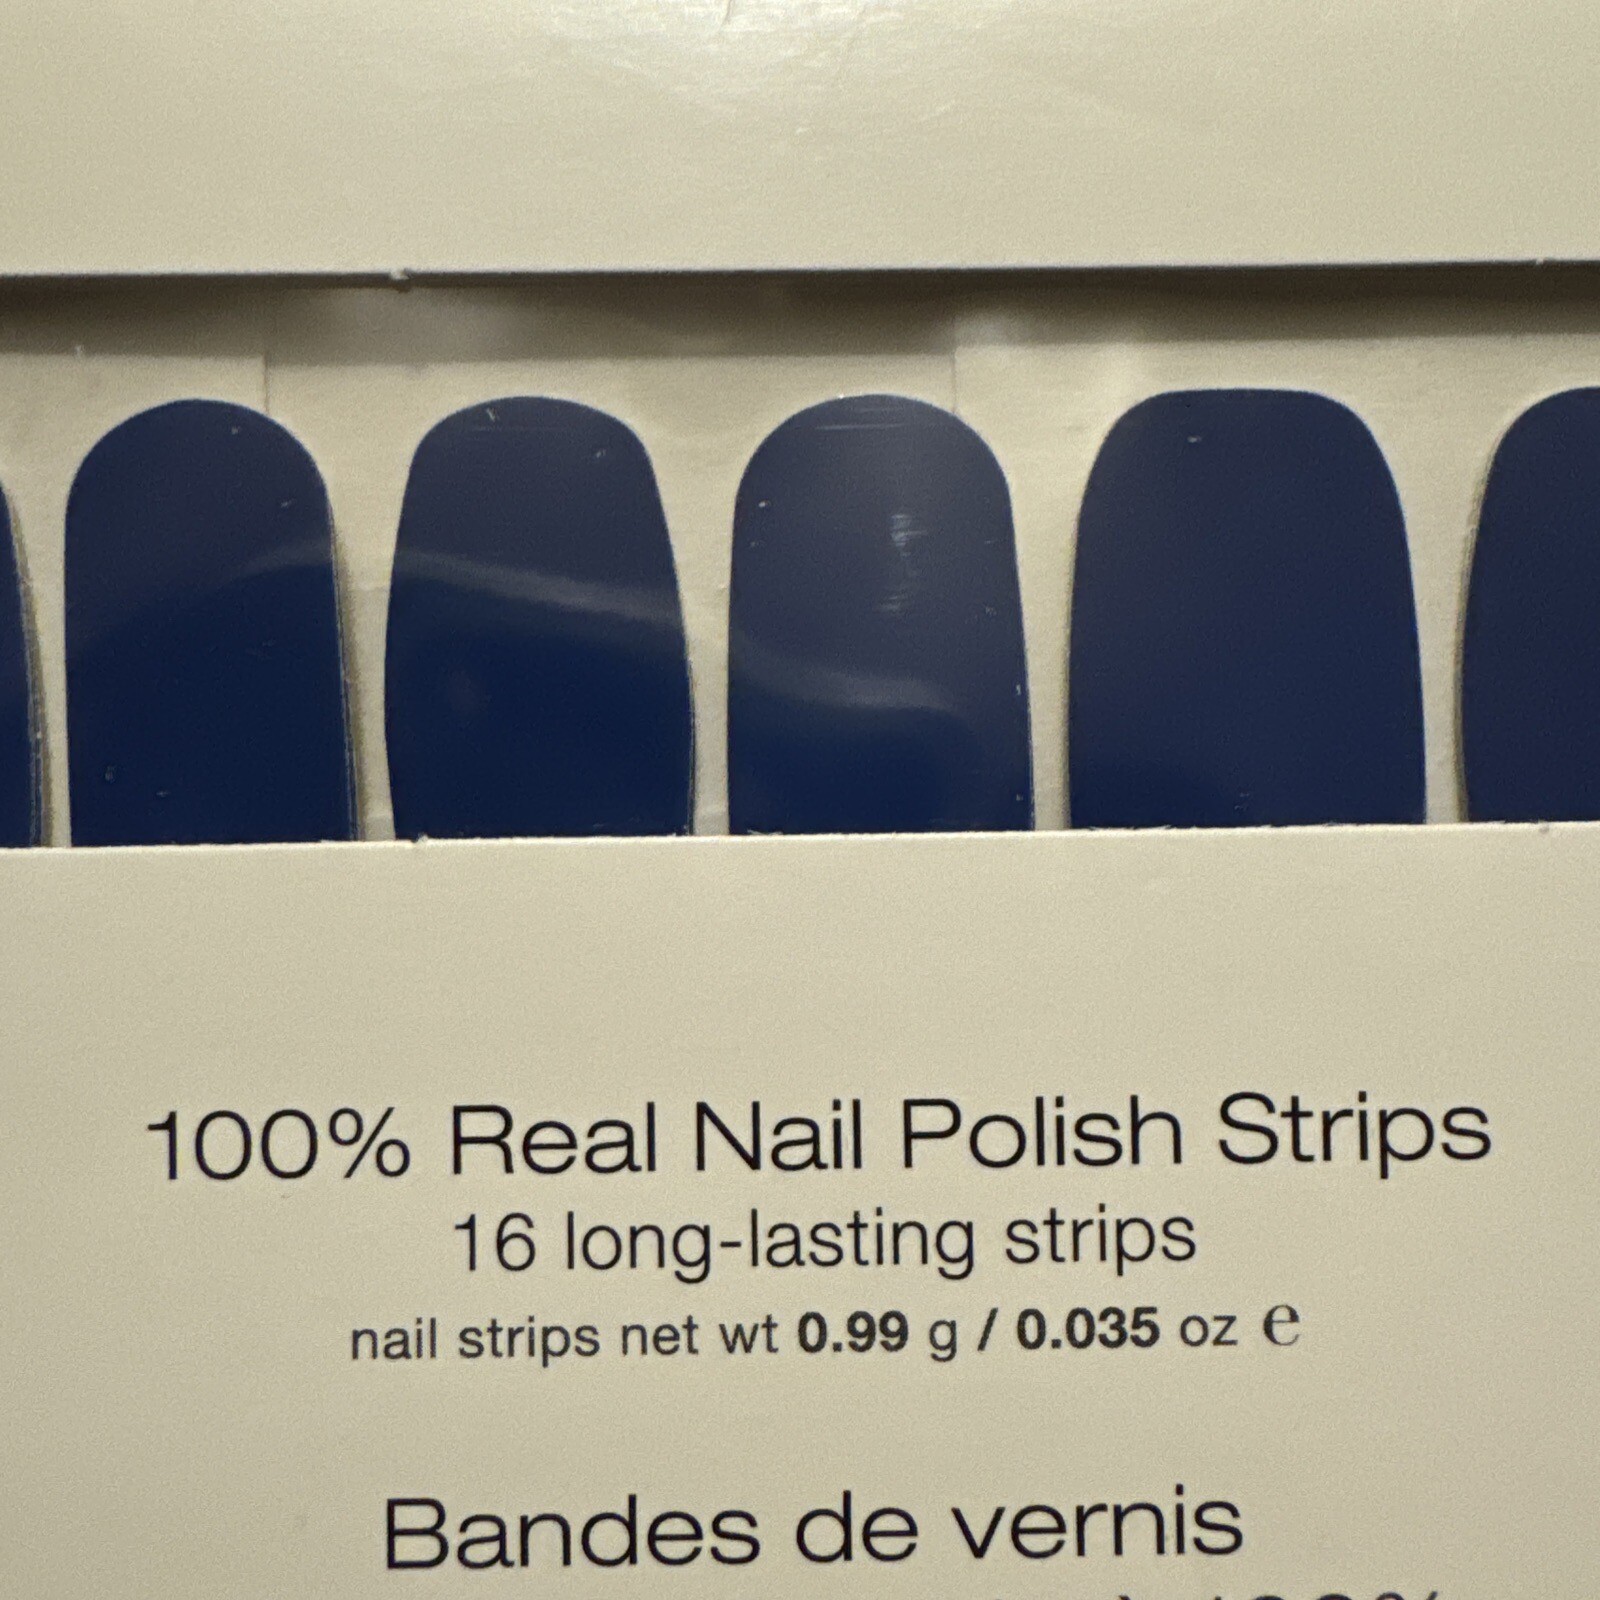 100% Real Nail Polish Strips
16 long-lasting strips
nail strips net wt 0.99 g / 0.035 oz ℮
Bandes de vernis
à 100%